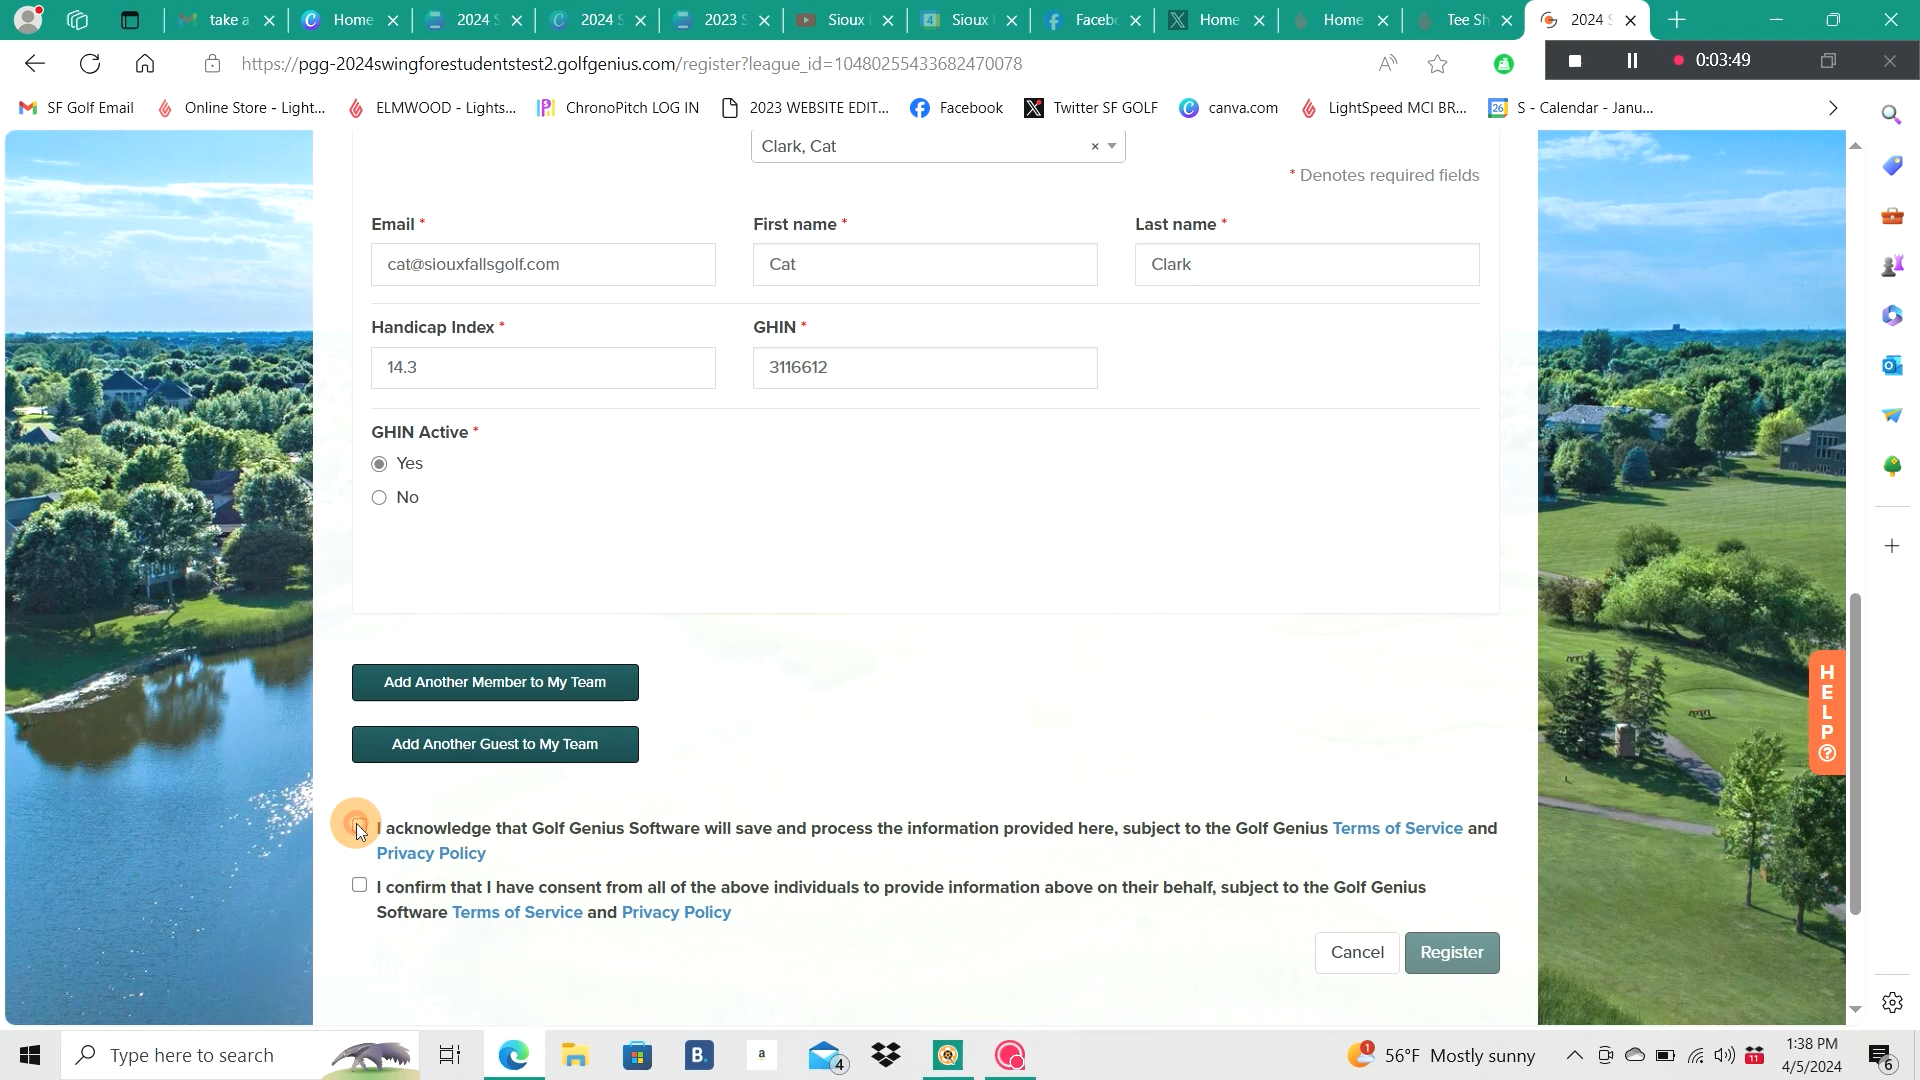 take a
Home
2024 S
2024 S
2023 S
Sioux
4
Sioux
Facebo
Home
Home
Tee Sh
2024 S
https://pgg-2024swingforestudentstest2.golfgenius.com/register?league_id=10480255433682470078
0:03:49
SF Golf Email
Online Store - Light...
ELMWOOD - Lights...
ChronoPitch LOG IN
2023 WEBSITE EDIT...
Facebook
Twitter SF GOLF
canva.com
LightSpeed MCI BR...
26
S - Calendar - Janu...
Clark, Cat
* Denotes required fields
Email *
First name *
Last name *
cat@siouxfallsgolf.com
Cat
Clark
Handicap Index *
GHIN *
14.3
3116612
GHIN Active *
Yes
No
Add Another Member to My Team
Add Another Guest to My Team
I acknowledge that Golf Genius Software will save and process the information provided here, subject to the Golf Genius Terms of Service and
Privacy Policy
I confirm that I have consent from all of the above individuals to provide information above on their behalf, subject to the Golf Genius
Software Terms of Service and Privacy Policy
Cancel
Register
HELP?
Type here to search
B.
a
4
1
56°F Mostly sunny
11
1:38 PM
4/5/2024
6